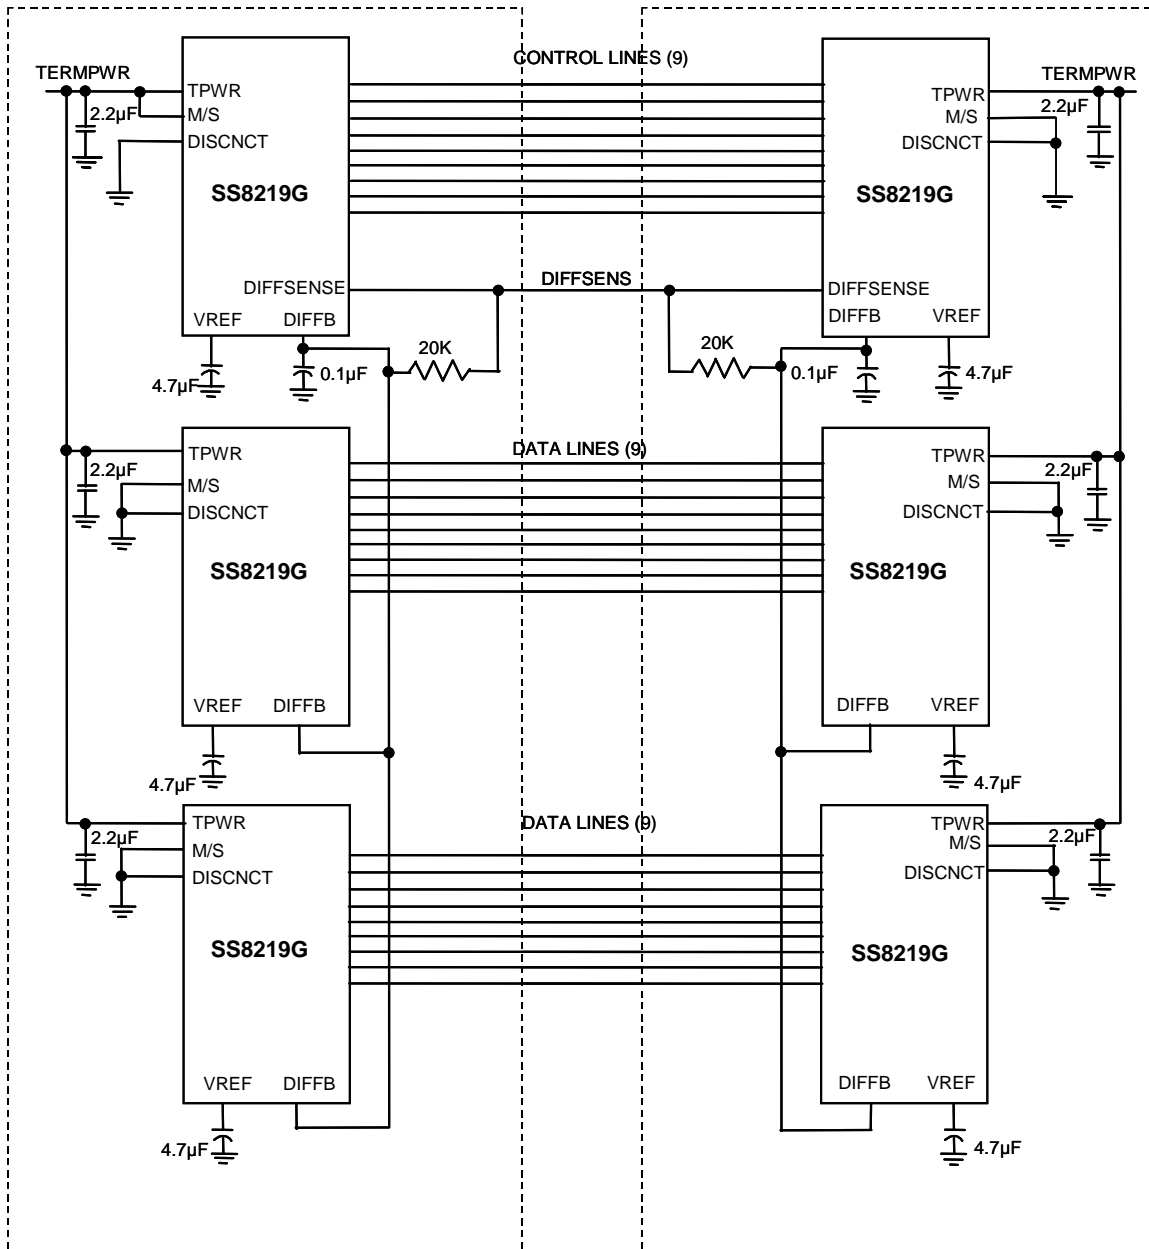 CONTROL LINES (9)
TERMPWR
TERMPWR
TPWR
2.2µF
M/S
DISCNCT
SS8219G
TPWR
2.2µF
M/S
DISCNCT
SS8219G
DIFFSENSE
DIFFSENS
DIFFSENSE
VREF
DIFFB
DIFFB
VREF
20K
20K
4.7µF
0.1µF
0.1µF
4.7µF
DATA LINES (9)
TPWR
2.2µF
M/S
DISCNCT
SS8219G
TPWR
2.2µF
M/S
DISCNCT
SS8219G
VREF
DIFFB
DIFFB
VREF
4.7µF
4.7µF
DATA LINES (9)
TPWR
2.2µF
M/S
DISCNCT
SS8219G
TPWR
2.2µF
M/S
DISCNCT
SS8219G
VREF
DIFFB
DIFFB
VREF
4.7µF
4.7µF